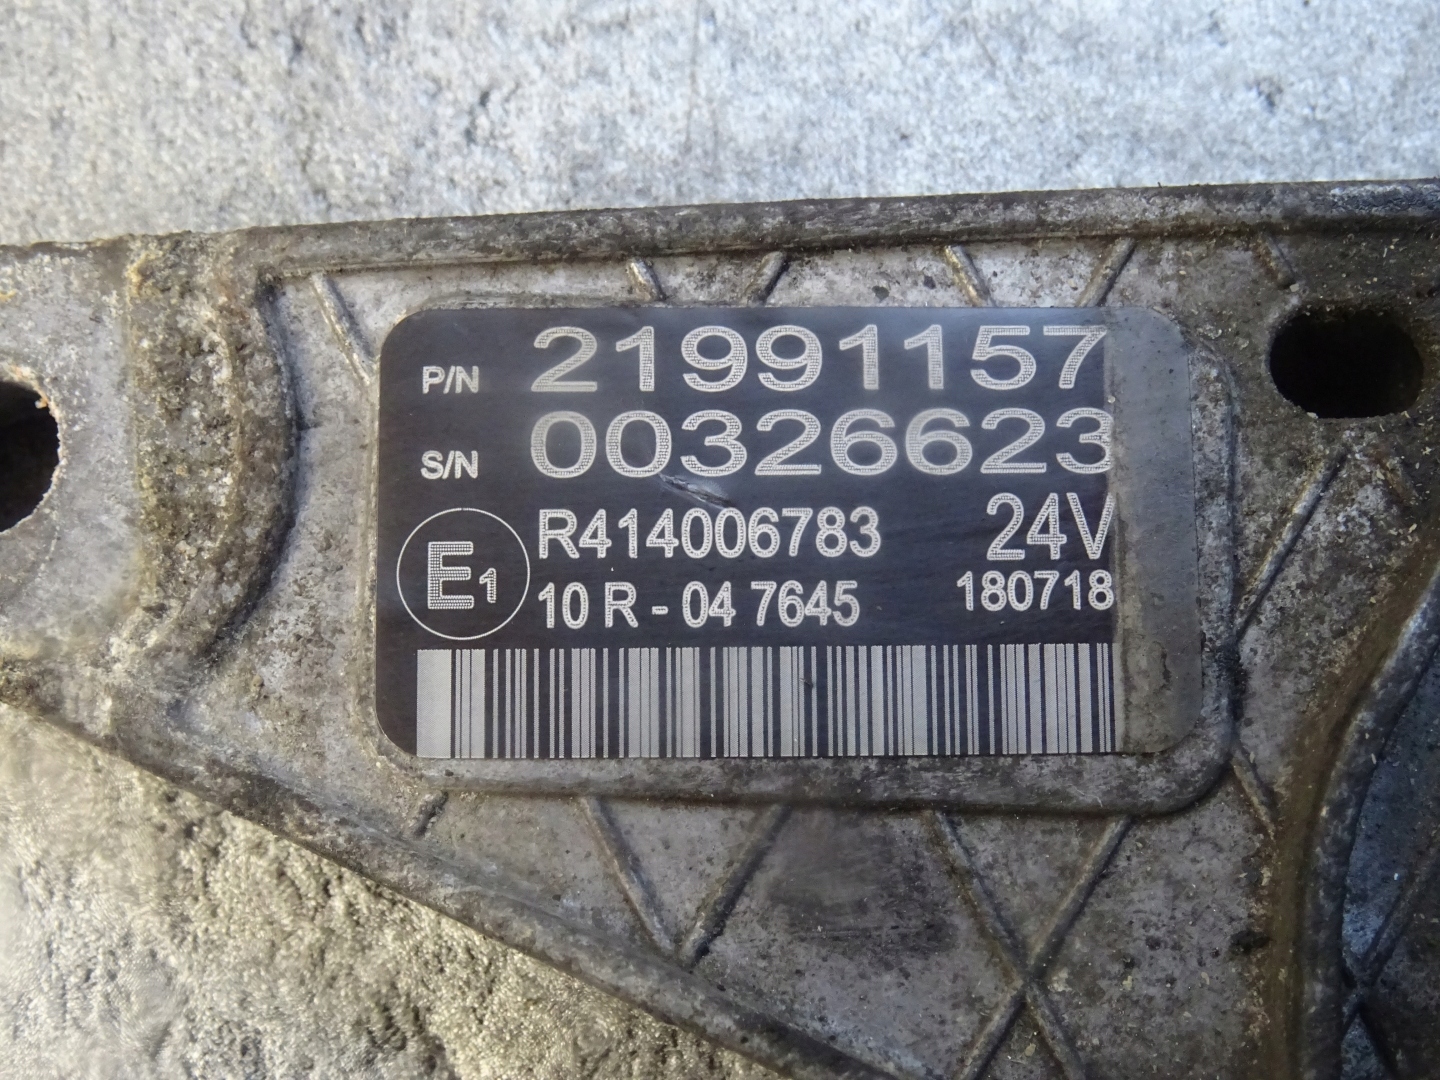 P/N 21991157
S/N 00326623
E1 R414006783 24V
10 R - 04 7645 180718